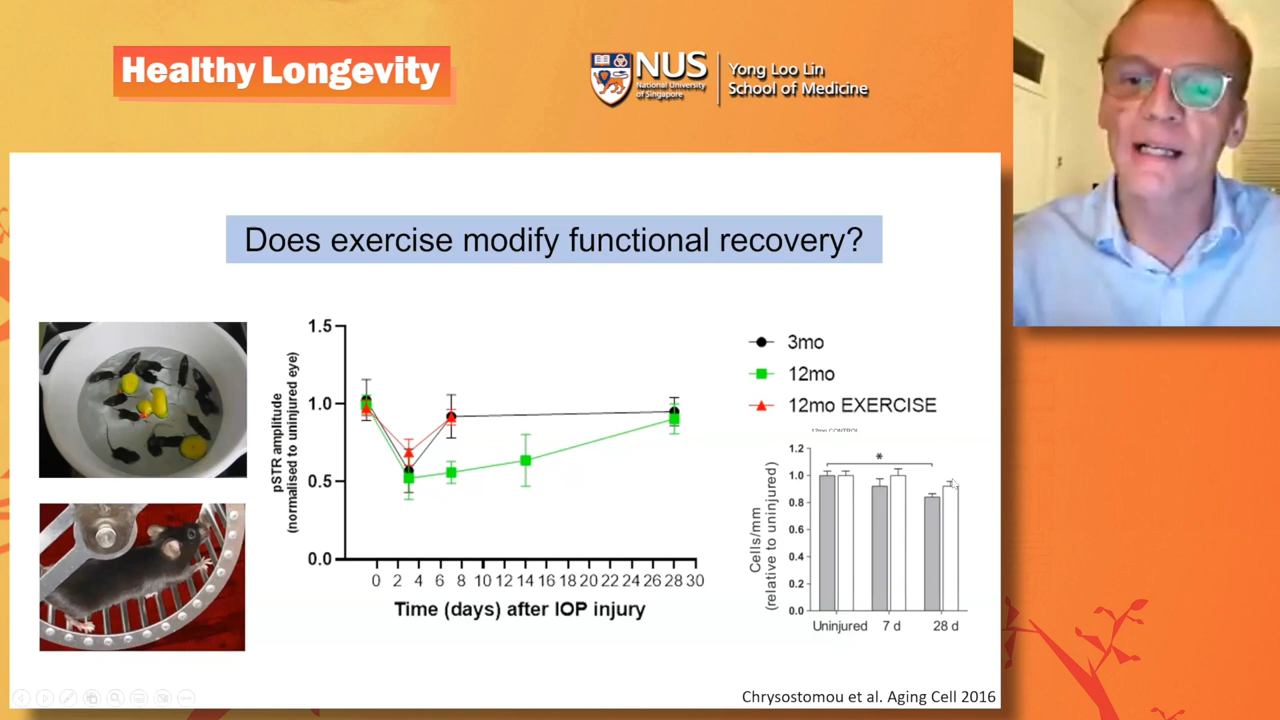 Healthy Longevity
NUS
National University
of Singapore
Yong Loo Lin
School of Medicine
Does exercise modify functional recovery?
1.5
1.0
0.5
0.0
pSTR amplitude
(normalised to uninjured eye)
0 2 4 6 8 10 12 14 16 18 20 22 24 26 28 30
Time (days) after IOP injury
3mo
12mo
12mo EXERCISE
12mo CONTROL
1.2
1.0
0.8
0.6
0.4
0.2
0.0
Cells/mm
(relative to uninjured)
*
Uninjured 7 d 28 d
Chrysostomou et al. Aging Cell 2016